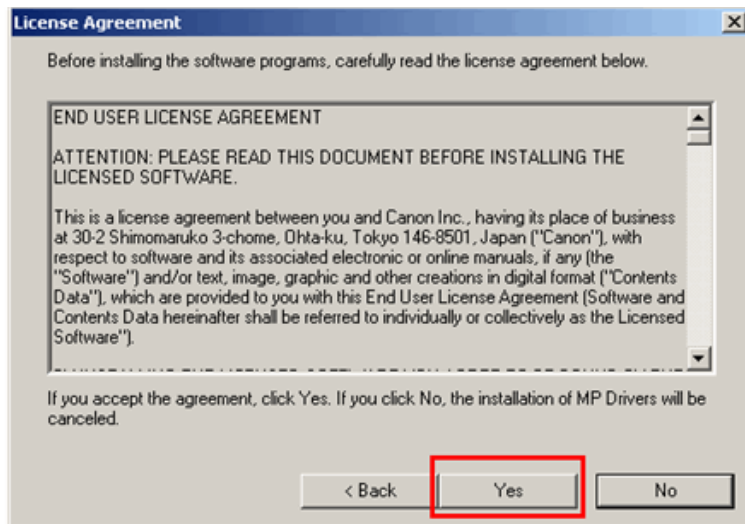 License Agreement
Before installing the software programs, carefully read the license agreement below.
END USER LICENSE AGREEMENT
ATTENTION: PLEASE READ THIS DOCUMENT BEFORE INSTALLING THE
LICENSED SOFTWARE.
This is a license agreement between you and Canon Inc., having its place of business
at 30-2 Shimomaruko 3-chome, Ohta-ku, Tokyo 146-8501, Japan ("Canon"), with
respect to software and its associated electronic or online manuals, if any (the
"Software") and/or text, image, graphic and other creations in digital format ("Contents
Data"), which are provided to you with this End User License Agreement (Software and
Contents Data hereinafter shall be referred to individually or collectively as the Licensed
Software").
If you accept the agreement, click Yes. If you click No, the installation of MP Drivers will be
canceled.
< Back
Yes
No